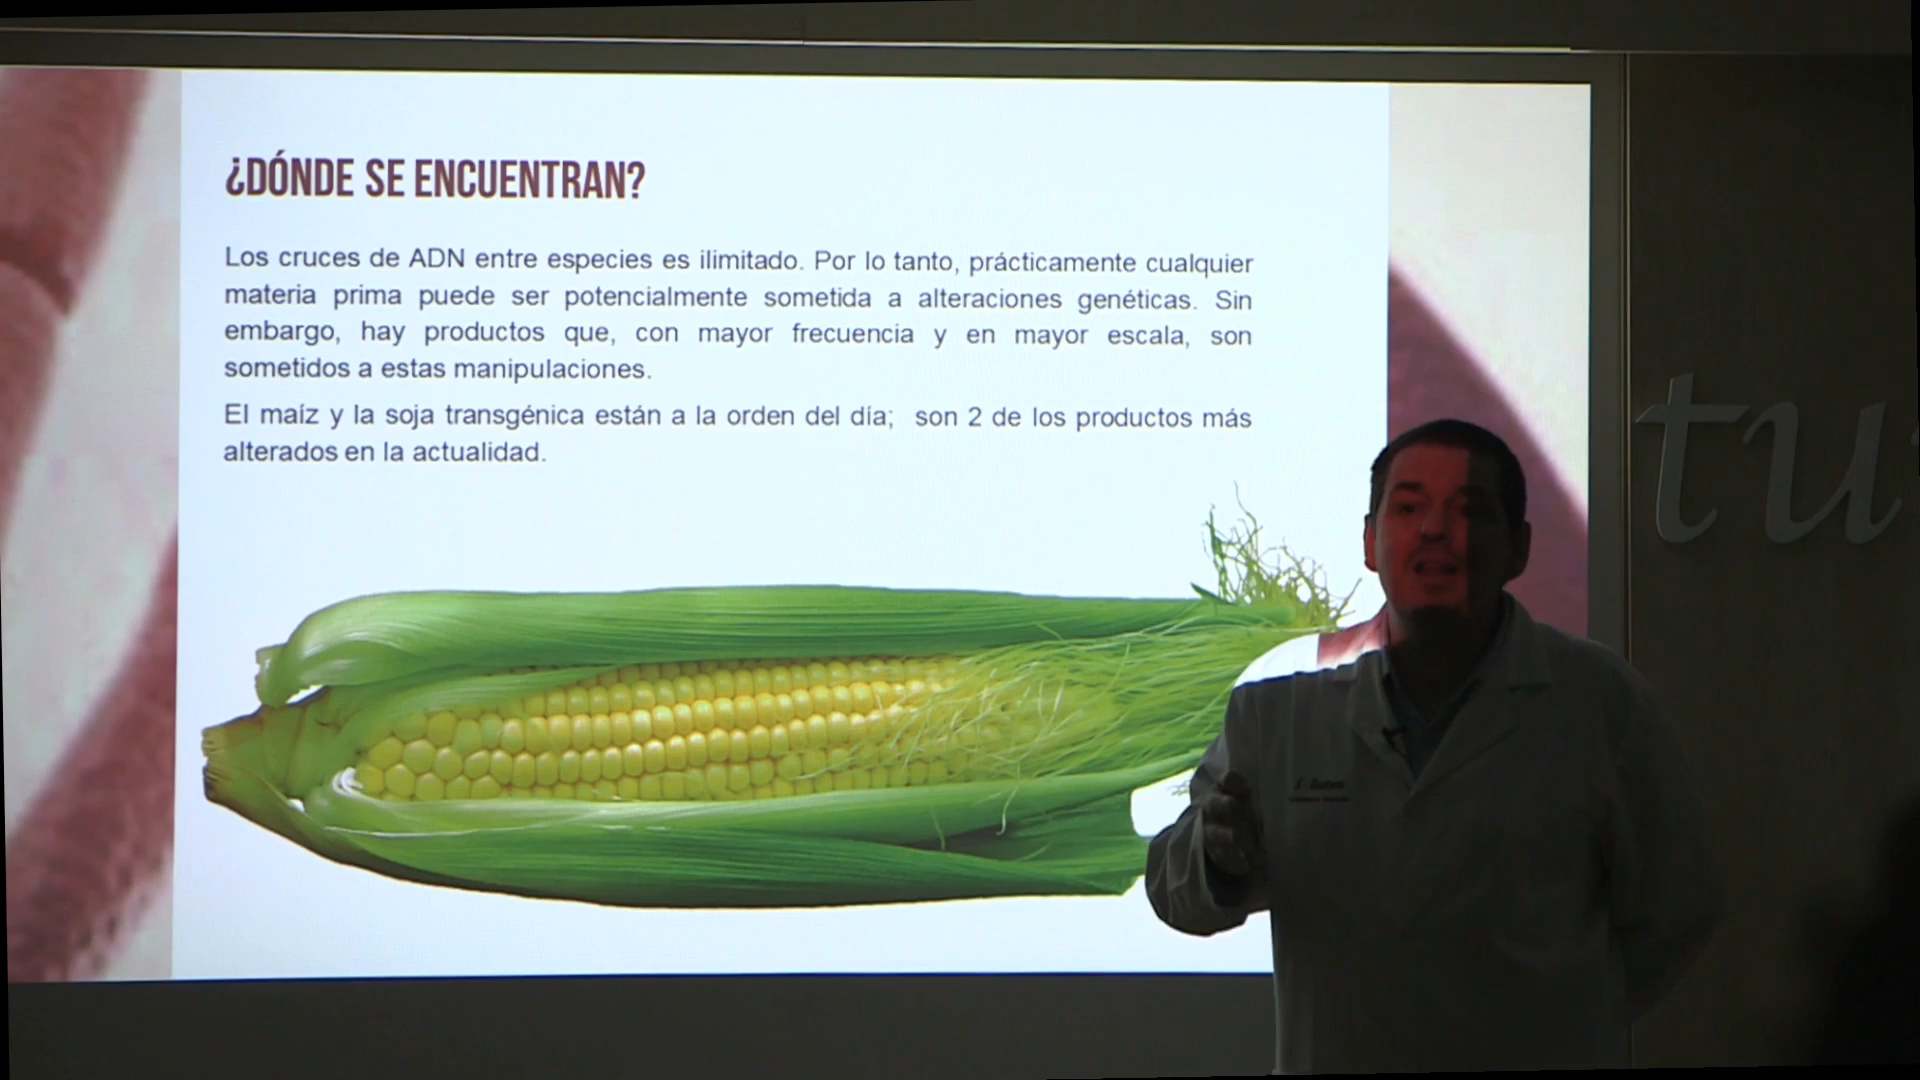 ¿DÓNDE SE ENCUENTRAN?
Los cruces de ADN entre especies es ilimitado. Por lo tanto, prácticamente cualquier
materia prima puede ser potencialmente sometida a alteraciones genéticas. Sin
embargo, hay productos que, con mayor frecuencia y en mayor escala, son
sometidos a estas manipulaciones.
El maíz y la soja transgénica están a la orden del día; son 2 de los productos más
alterados en la actualidad.
tu